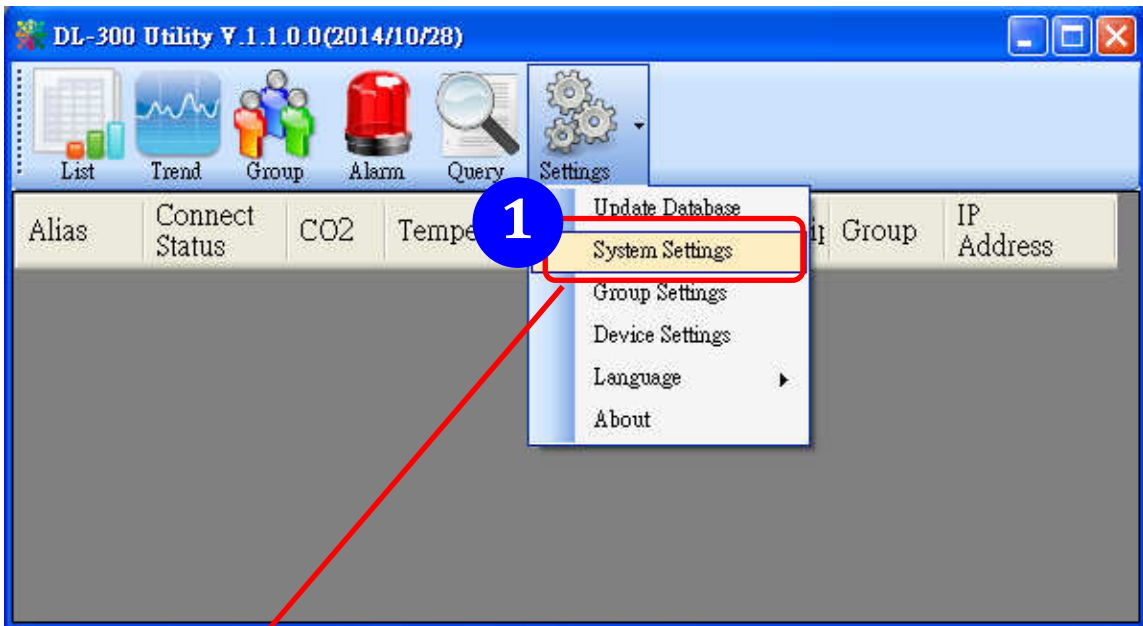 DL-300 Utility V.1.1.0.0(2014/10/28)
List Trend Group Alarm Query Settings
Alias
Connect
Status
CO2
Group
IP
Address
1
Update Database
System Settings
Group Settings
Device Settings
Language
About